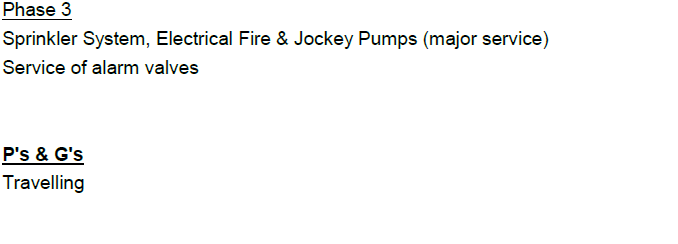 Phase 3
Sprinkler System, Electrical Fire & Jockey Pumps (major service)
Service of alarm valves
P's & G's
Travelling